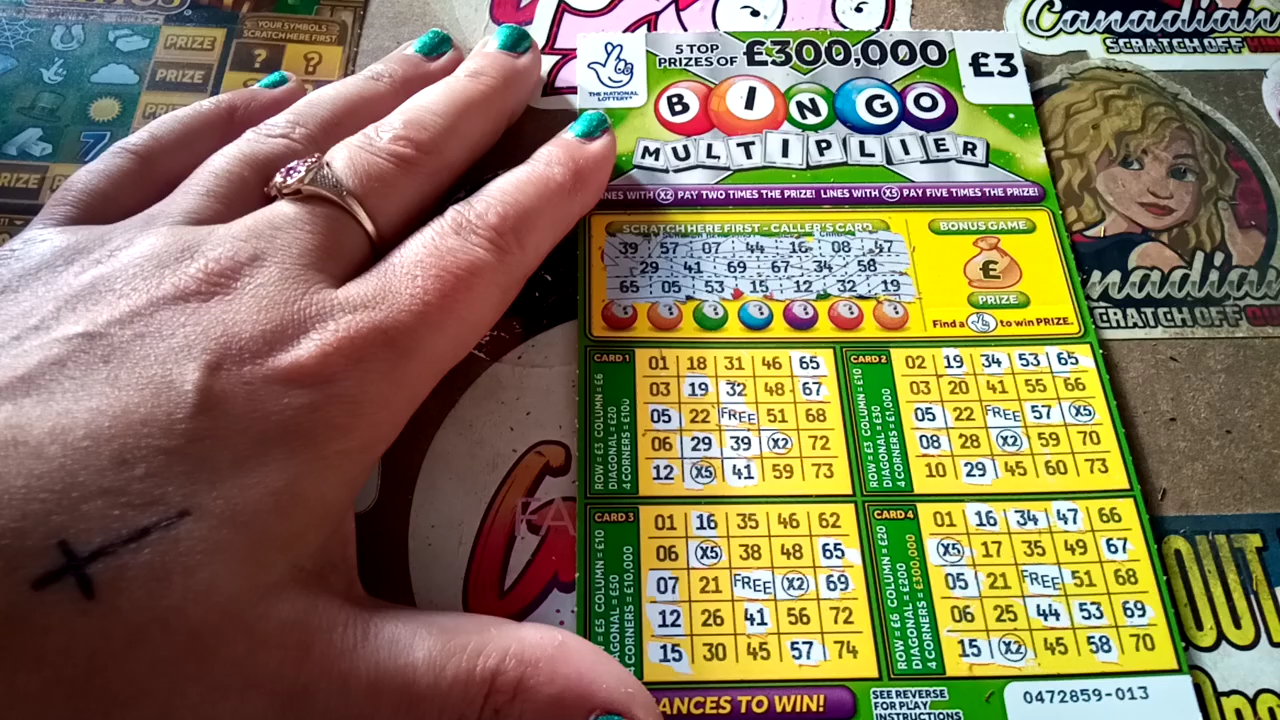 YOUR SYMBOLS
SCRATCH HERE FIRST
PRIZE
? ?
PRIZE
7
Canadian
SCRATCH OFF
THE NATIONAL
LOTTERY
5 TOP
PRIZES OF £300,000
£3
BINGO
MULTIPLIER
LINES WITH X2 PAY TWO TIMES THE PRIZE! LINES WITH X5 PAY FIVE TIMES THE PRIZE!
SCRATCH HERE FIRST - CALLER'S CARD
39 57 07 44 16 08 47
29 41 69 67 34 58
65 05 53 15 12 32 19
BONUS GAME
£
PRIZE
Find a to win PRIZE.
CARD 1
ROW = £3 COLUMN = £6
DIAGONAL = £20
4 CORNERS = £100
01 18 31 46 65
03 19 32 48 67
05 22 FREE 51 68
06 29 39 X2 72
12 X5 41 59 73
CARD 2
ROW = £3 COLUMN = £10
DIAGONAL = £30
4 CORNERS = £1,000
02 19 34 53 65
03 20 41 55 66
05 22 FREE 57 X5
08 28 X2 59 70
10 29 45 60 73
CARD 3
= £5 COLUMN = £10
DIAGONAL = £50
4 CORNERS = £10,000
01 16 35 46 62
06 X5 38 48 65
07 21 FREE X2 69
12 26 41 56 72
15 30 45 57 74
CARD 4
ROW = £6 COLUMN = £20
DIAGONAL = £200
4 CORNERS = £300,000
01 16 34 47 66
X5 17 35 49 67
05 21 FREE 51 68
06 25 44 53 69
15 X2 45 58 70
CHANCES TO WIN!
SEE REVERSE
FOR PLAY
INSTRUCTIONS
0472859-013
Canadian
SCRATCH OFF
OUT